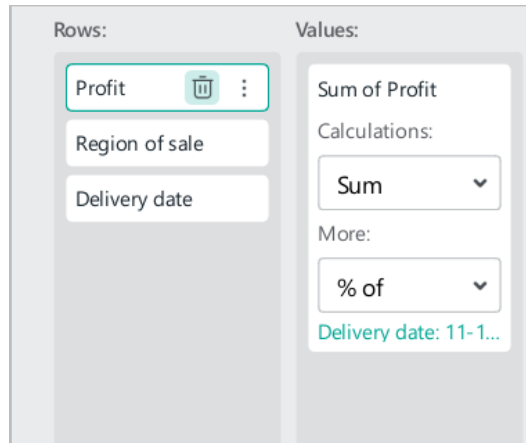 Rows:
Profit
Region of sale
Delivery date
Values:
Sum of Profit
Calculations:
Sum
More:
% of
Delivery date: 11-1...